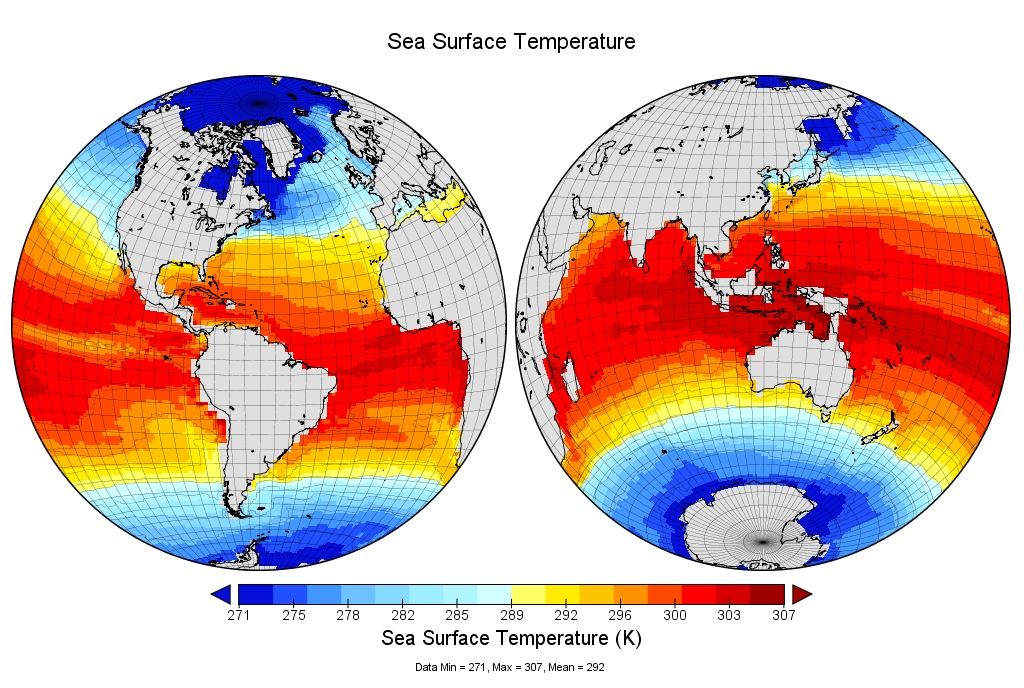 Sea Surface Temperature
271 275 278 282 285 289 292 296 300 303 307
Sea Surface Temperature (K)
Data Min = 271, Max = 307, Mean = 292